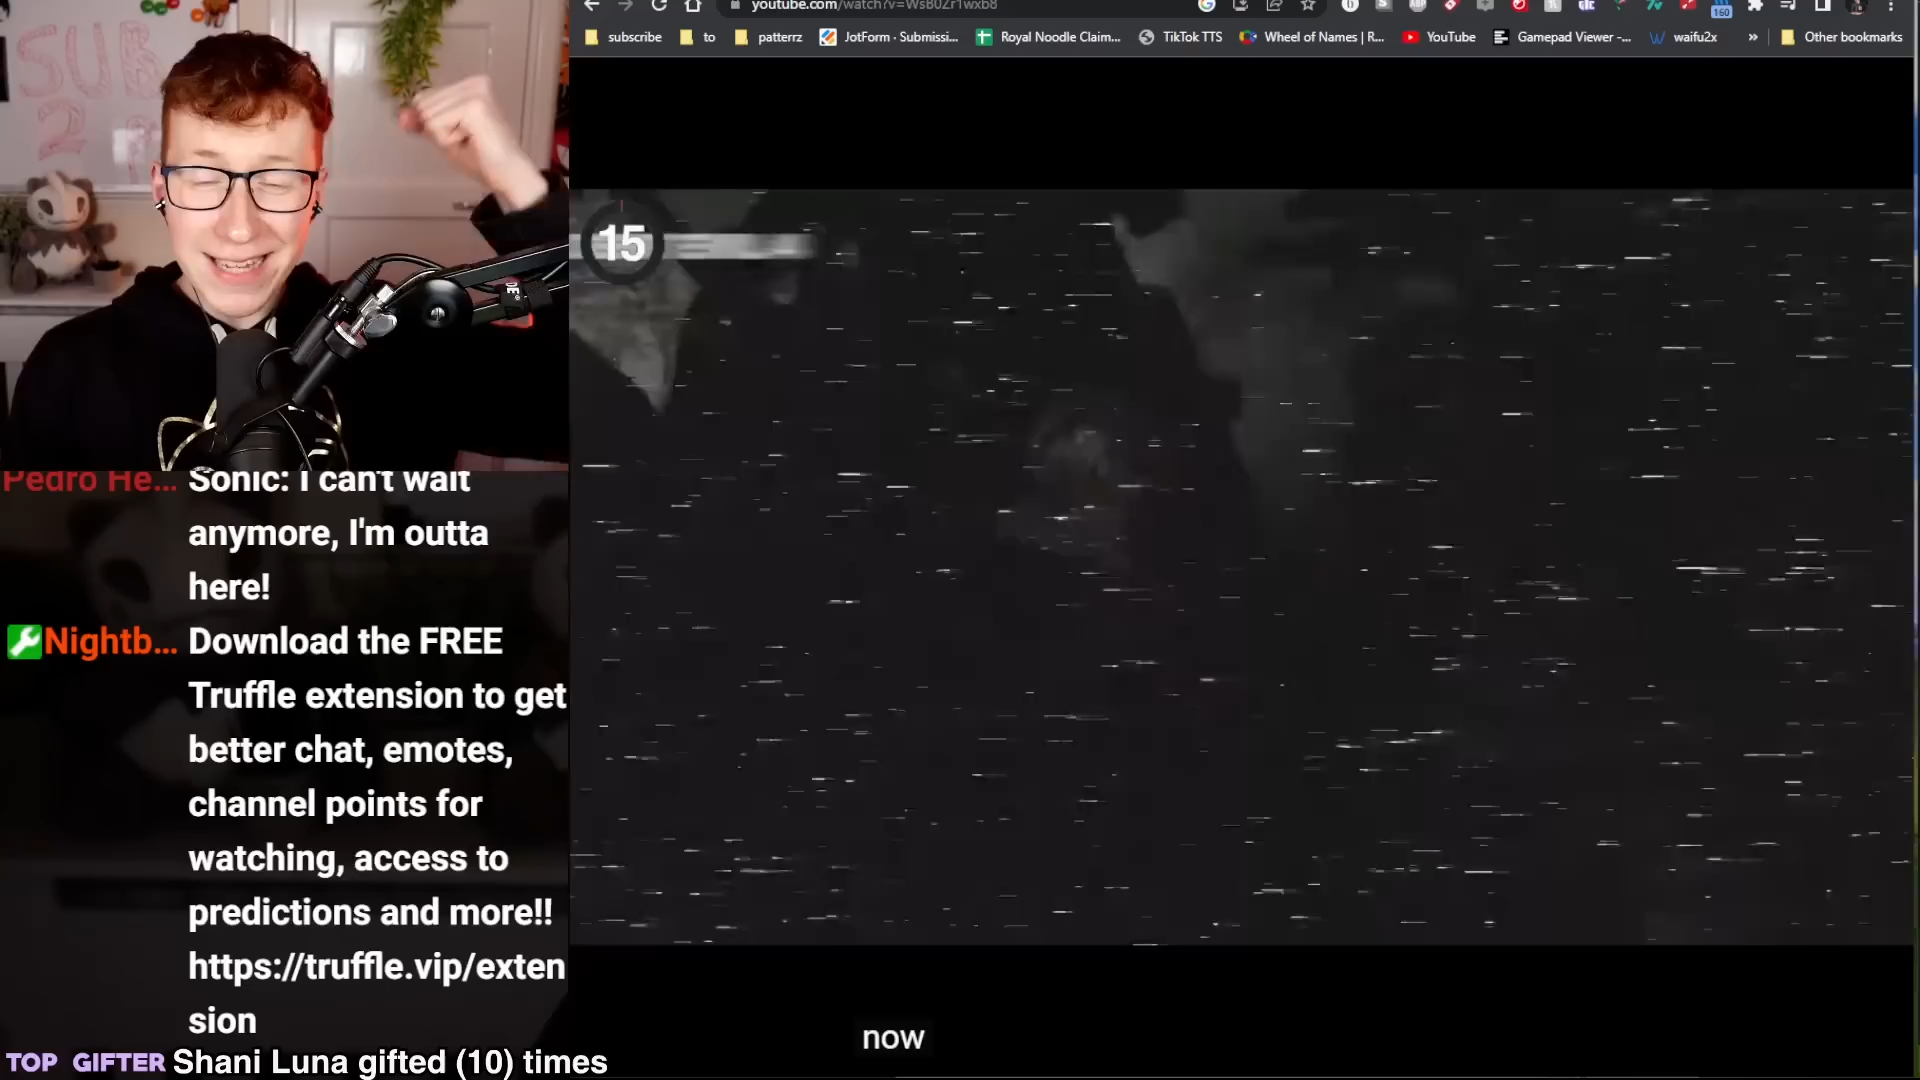 SUB
2
youtube.com/watch?v=WsB0Zr1wxb8
160
subscribe
to
patterrz
JotForm · Submissi...
Royal Noodle Claim...
TikTok TTS
Wheel of Names | R...
YouTube
Gamepad Viewer -...
waifu2x
»
Other bookmarks
15
Pedro He... Sonic: I can't wait
anymore, I'm outta
here!
Nightb... Download the FREE
Truffle extension to get
better chat, emotes,
channel points for
watching, access to
predictions and more!!
https://truffle.vip/exten
sion
TOP GIFTER Shani Luna gifted (10) times
now